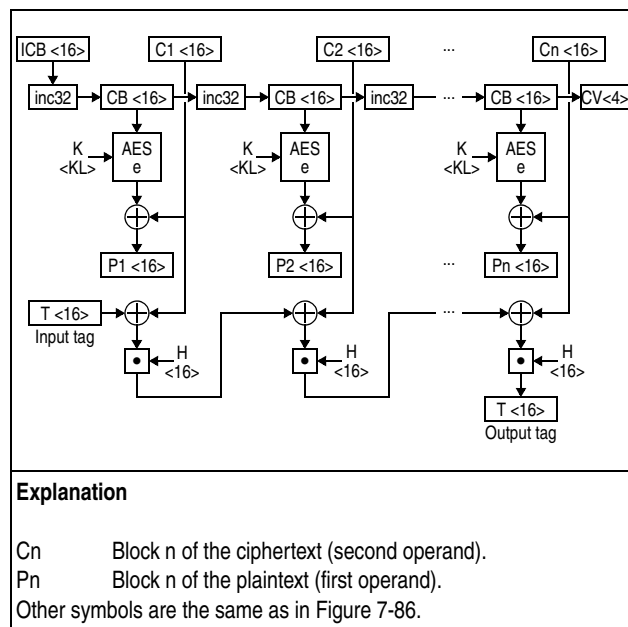 ICB <16> C1 <16> C2 <16> ... Cn <16>
inc32 CB <16> inc32 CB <16> inc32 ... CB <16> CV<4>
K <KL> AES e K <KL> AES e K <KL> AES e
P1 <16> P2 <16> ... Pn <16>
T <16> ...
Input tag
H <16> H <16> H <16>
T <16>
Output tag
Explanation
Cn Block n of the ciphertext (second operand).
Pn Block n of the plaintext (first operand).
Other symbols are the same as in Figure 7-86.